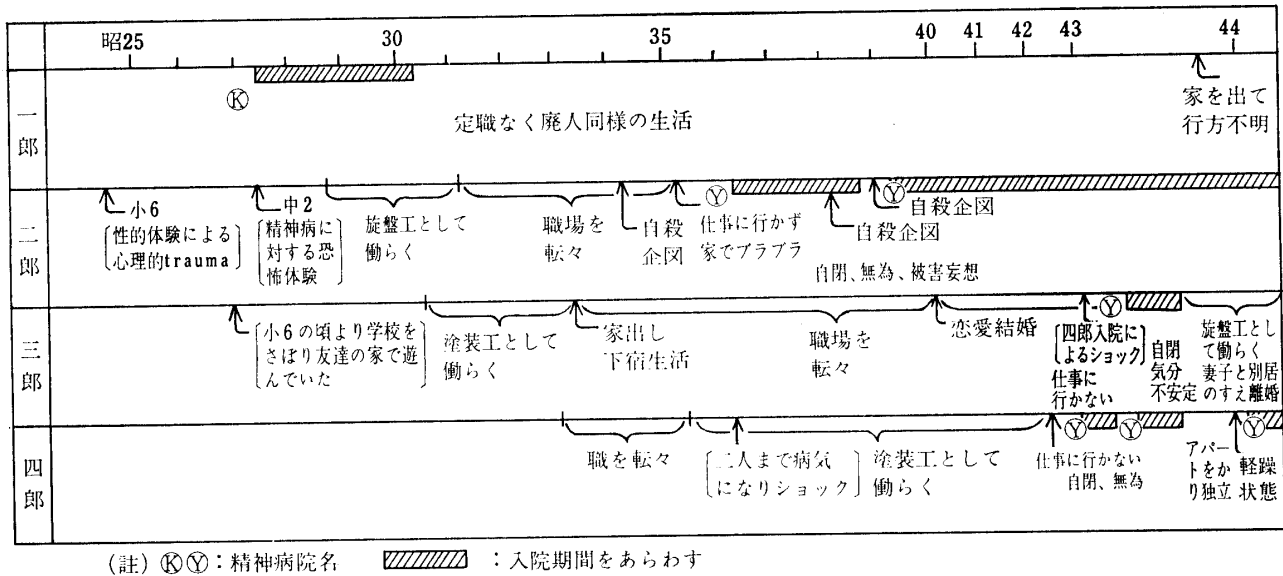 昭25 30 35 40 41 42 43 44
一郎
Ⓚ
定職なく廃人同様の生活
家を出て
行方不明
二郎
小6
性的体験による
心理的trauma
中2
精神病に
対する恐
怖体験
旋盤工として
働らく
職場を
転々
自殺
企図
Ⓨ
仕事に行かず
家でブラブラ
自殺企図
Ⓨ
自殺企図
自閉、無為、被害妄想
三郎
小6の頃より学校を
さぼり友達の家で遊
んでいた
塗装工として
働らく
家出し
下宿生活
職場を
転々
恋愛結婚
Ⓨ
四郎入院に
よるショック
仕事に
行かない
自閉
気分
不安定
旋盤工とし
て働らく
妻子と別居
のすえ離婚
四郎
職を転々
二人まで病気
になりショック
塗装工として
働らく
Ⓨ
Ⓨ
仕事に行かない
自閉、無為
アパー
トをか
り独立
Ⓨ
軽躁
状態
(註) ⓀⓎ:精神病院名 :入院期間をあらわす